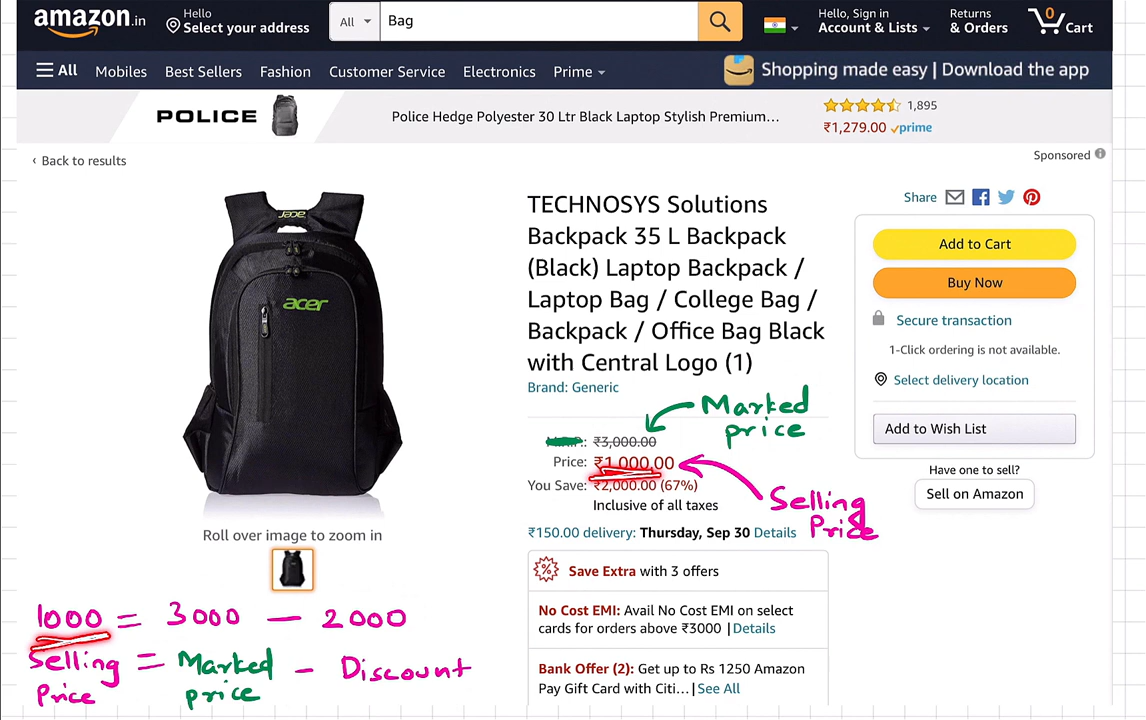 amazon.in
Hello
Select your address
All
Bag
Hello, Sign in
Account & Lists
Returns
& Orders
0
Cart
All
Mobiles
Best Sellers
Fashion
Customer Service
Electronics
Prime
Shopping made easy | Download the app
POLICE
Police Hedge Polyester 30 Ltr Black Laptop Stylish Premium…
1,895
₹1,279.00 prime
‹ Back to results
Sponsored
acer
acer
TECHNOSYS Solutions
Backpack 35 L Backpack
(Black) Laptop Backpack /
Laptop Bag / College Bag /
Backpack / Office Bag Black
with Central Logo (1)
Brand: Generic
Marked
price
₹3,000.00
Price: ₹1,000.00
You Save: ₹2,000.00 (67%)
Inclusive of all taxes
Selling
Price
₹150.00 delivery: Thursday, Sep 30 Details
Save Extra with 3 offers
No Cost EMI: Avail No Cost EMI on select
cards for orders above ₹3000 | Details
Bank Offer (2): Get up to Rs 1250 Amazon
Pay Gift Card with Citi… | See All
Share
Add to Cart
Buy Now
Secure transaction
1-Click ordering is not available.
Select delivery location
Add to Wish List
Have one to sell?
Sell on Amazon
Roll over image to zoom in
1000 = 3000 - 2000
Selling = Marked - Discount
Price price